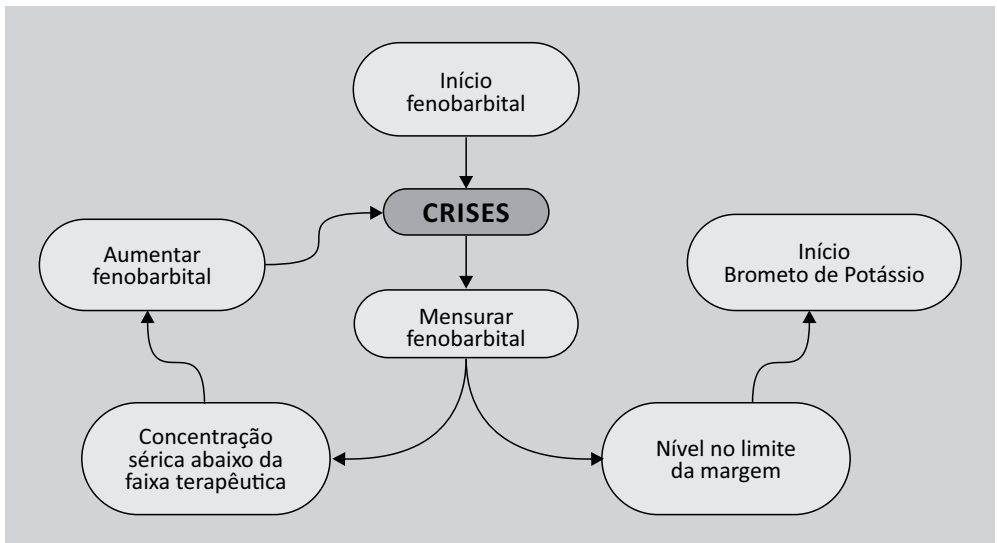 Início
fenobarbital
CRISES
Aumentar
fenobarbital
Início
Brometo de Potássio
Mensurar
fenobarbital
Concentração
sérica abaixo da
faixa terapêutica
Nível no limite
da margem